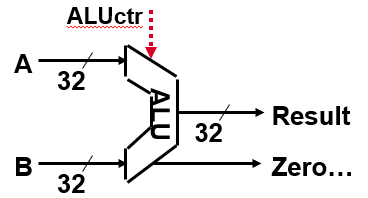 ALUctr
A
32
ALU
Result
32
B
32
Zero...